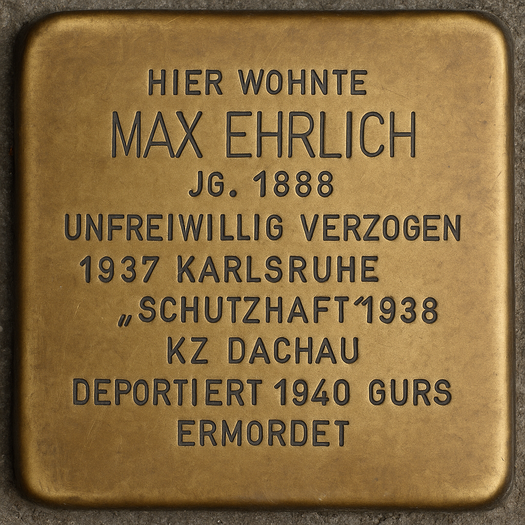 HIER WOHNTE
MAX EHRLICH
JG. 1888
UNFREIWILLIG VERZOGEN
1937 KARLSRUHE
„SCHUTZHAFT“1938
KZ DACHAU
DEPORTIERT 1940 GURS
ERMORDET